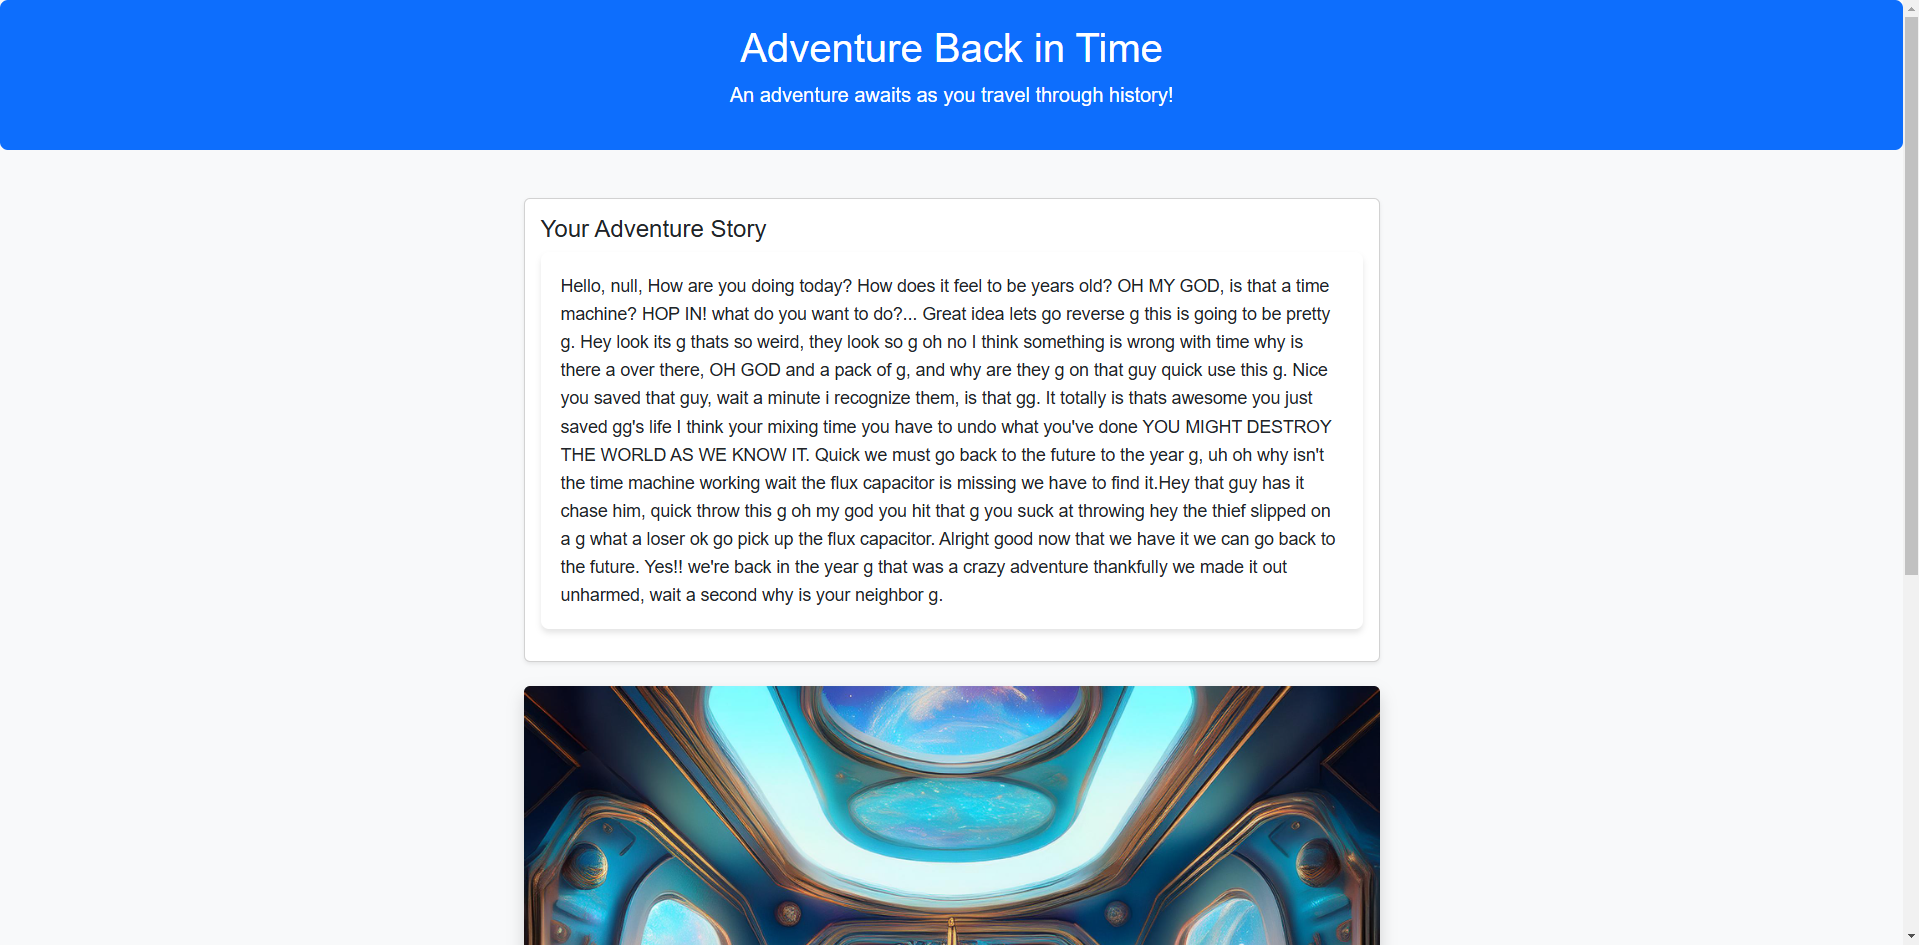 Adventure Back in Time
An adventure awaits as you travel through history!
Your Adventure Story
Hello, null, How are you doing today? How does it feel to be years old? OH MY GOD, is that a time
machine? HOP IN! what do you want to do?... Great idea lets go reverse g this is going to be pretty
g. Hey look its g thats so weird, they look so g oh no I think something is wrong with time why is
there a over there, OH GOD and a pack of g, and why are they g on that guy quick use this g. Nice
you saved that guy, wait a minute i recognize them, is that gg. It totally is thats awesome you just
saved gg's life I think your mixing time you have to undo what you've done YOU MIGHT DESTROY
THE WORLD AS WE KNOW IT. Quick we must go back to the future to the year g, uh oh why isn't
the time machine working wait the flux capacitor is missing we have to find it.Hey that guy has it
chase him, quick throw this g oh my god you hit that g you suck at throwing hey the thief slipped on
a g what a loser ok go pick up the flux capacitor. Alright good now that we have it we can go back to
the future. Yes!! we're back in the year g that was a crazy adventure thankfully we made it out
unharmed, wait a second why is your neighbor g.